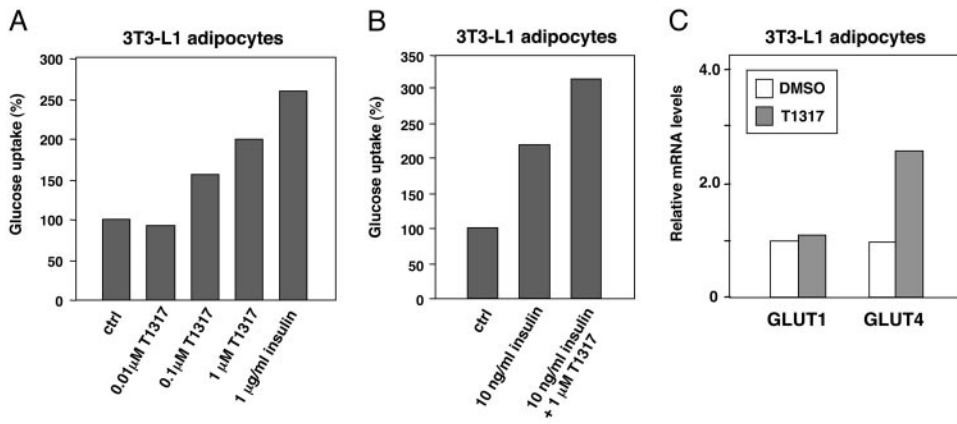 A
3T3-L1 adipocytes
Glucose uptake (%)
300
250
200
150
100
50
0
ctrl
0.01μM T1317
0.1μM T1317
1 μM T1317
1 μg/ml insulin
B
3T3-L1 adipocytes
Glucose uptake (%)
350
300
250
200
150
100
50
0
ctrl
10 ng/ml insulin
10 ng/ml insulin
+ 1 μM T1317
C
3T3-L1 adipocytes
Relative mRNA levels
4.0
2.0
1
0
DMSO
T1317
GLUT1
GLUT4